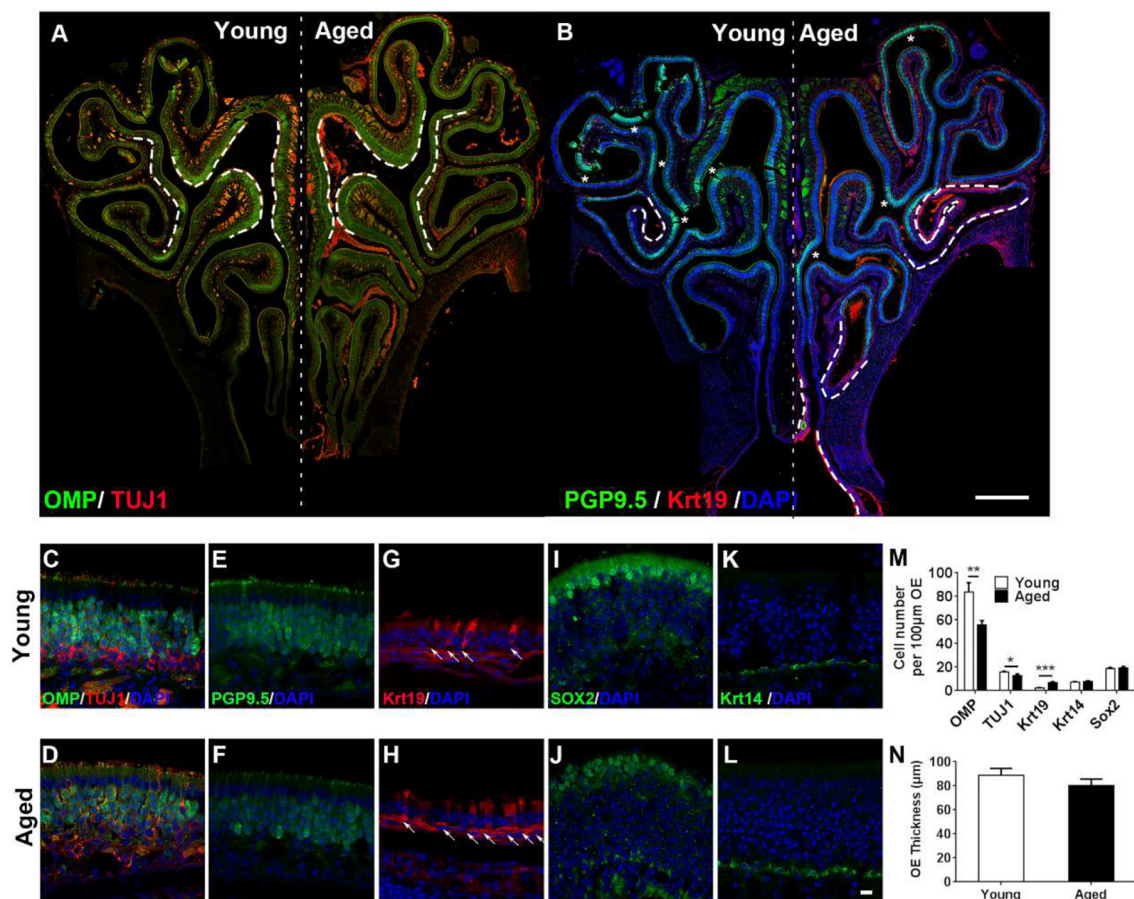 A
Young
Aged
B
Young
Aged
OMP/ TUJ1
PGP9.5 / Krt19 /DAPI
Young
C
OMP/TUJ1/DAPI
E
PGP9.5/DAPI
G
Krt19/DAPI
I
SOX2/DAPI
K
Krt14/DAPI
Aged
D
F
H
J
L
M
Cell number
per 100μm OE
100
80
60
40
20
0
**
*
***
Young
Aged
OMP
TUJ1
Krt19
Krt14
Sox2
N
OE Thickness (μm)
100
80
60
40
20
0
Young
Aged